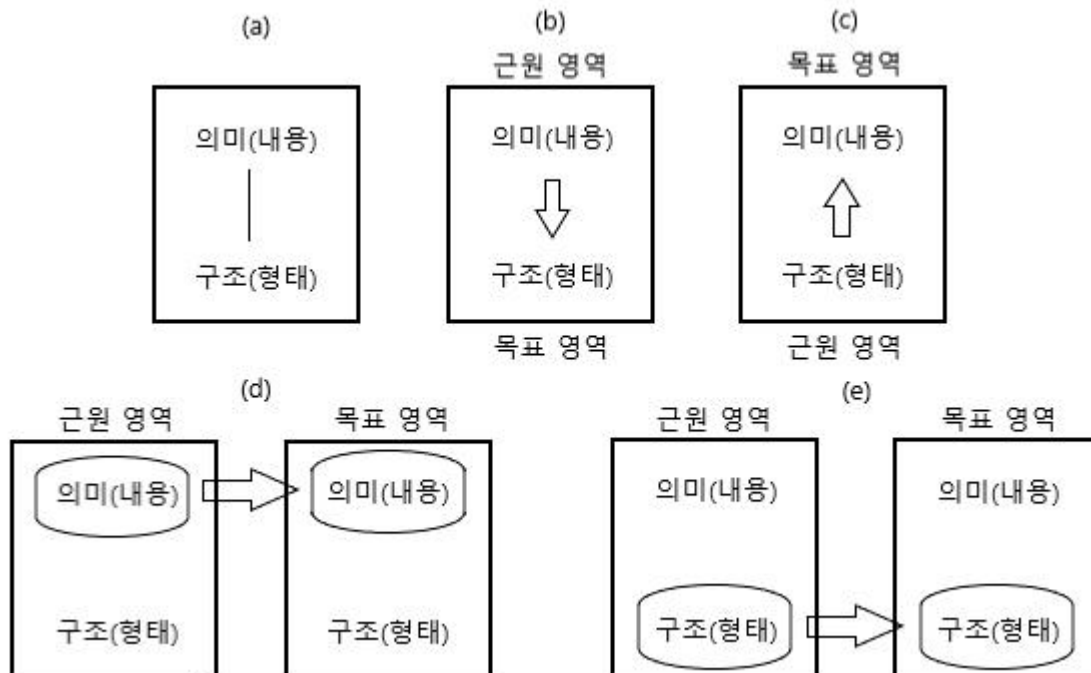 (a)
(b)
(c)
근원 영역
목표 영역
의미(내용)
의미(내용)
의미(내용)
구조(형태)
구조(형태)
구조(형태)
목표 영역
근원 영역
(d)
(e)
근원 영역
목표 영역
근원 영역
목표 영역
의미(내용)
의미(내용)
의미(내용)
의미(내용)
구조(형태)
구조(형태)
구조(형태)
구조(형태)